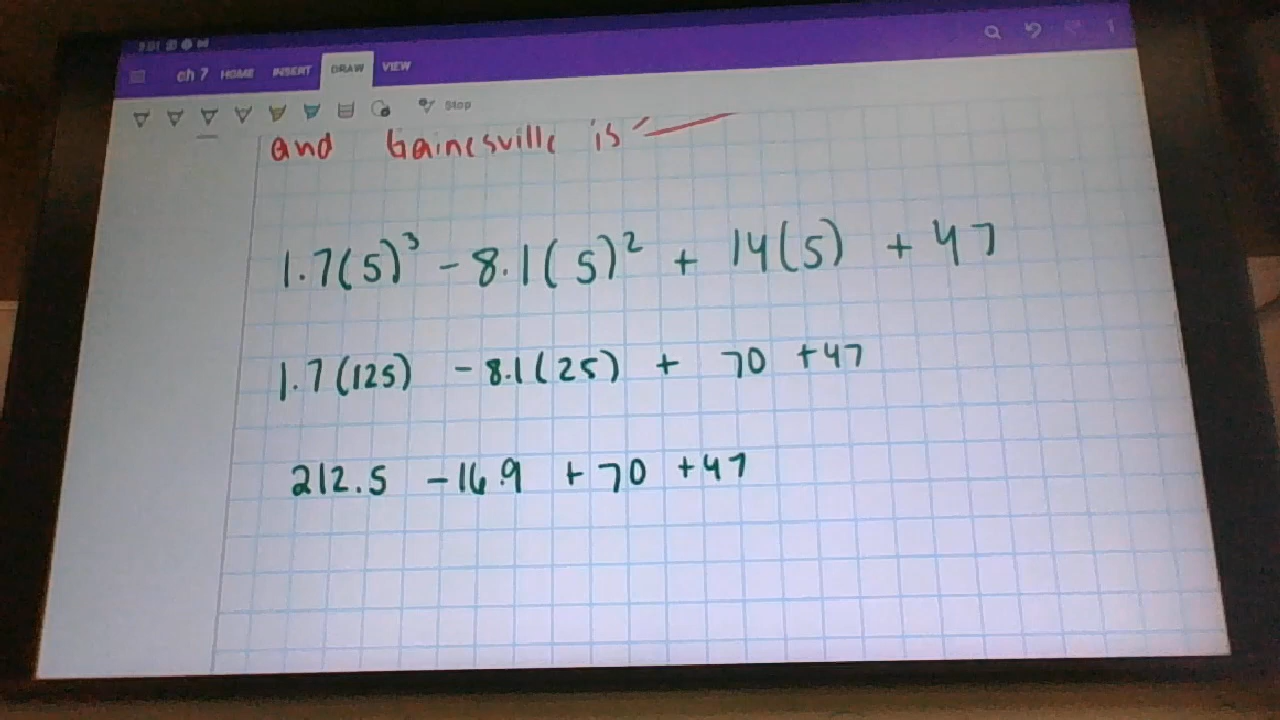 ch 7 HOME INSERT DRAW VIEW
Stop
and Gainesville is
1.7(5)³ - 8.1(5)² + 14(5) + 47
1.7(125) - 8.1(25) + 70 + 47
212.5 - 16.9 + 70 + 47